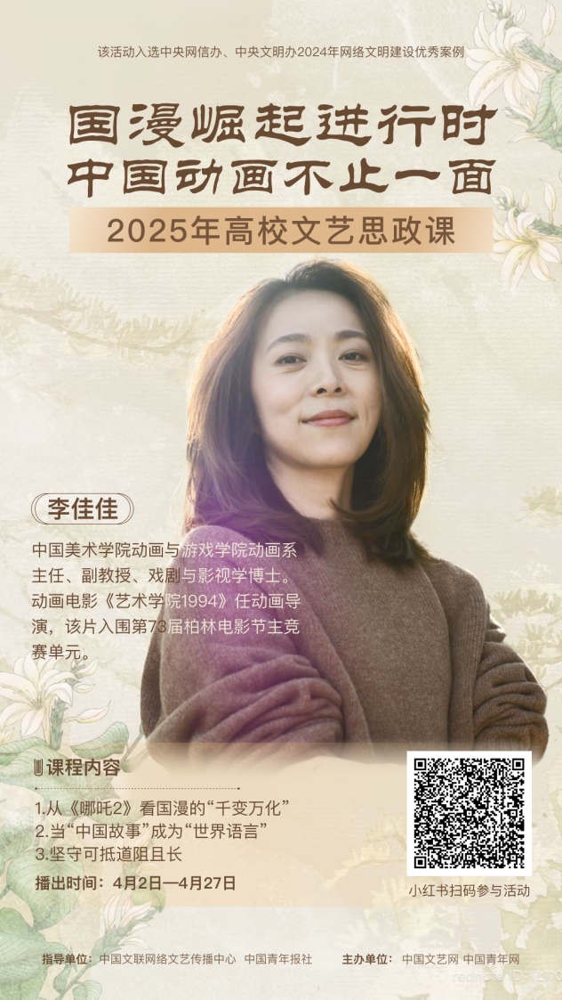 该活动入选中央网信办、中央文明办2024年网络文明建设优秀案例
国漫崛起进行时
中国动画不止一面
2025年高校文艺思政课
李佳佳
中国美术学院动画与游戏学院动画系
主任、副教授、戏剧与影视学博士。
动画电影《艺术学院1994》任动画导
演，该片入围第73届柏林电影节主竞
赛单元。
课程内容
1.从《哪吒2》看国漫的“千变万化”
2.当“中国故事”成为“世界语言”
3.坚守可抵道阻且长
播出时间：4月2日—4月27日
小红书扫码参与活动
指导单位：中国文联网络文艺传播中心 中国青年报社 主办单位：中国文艺网 中国青年网